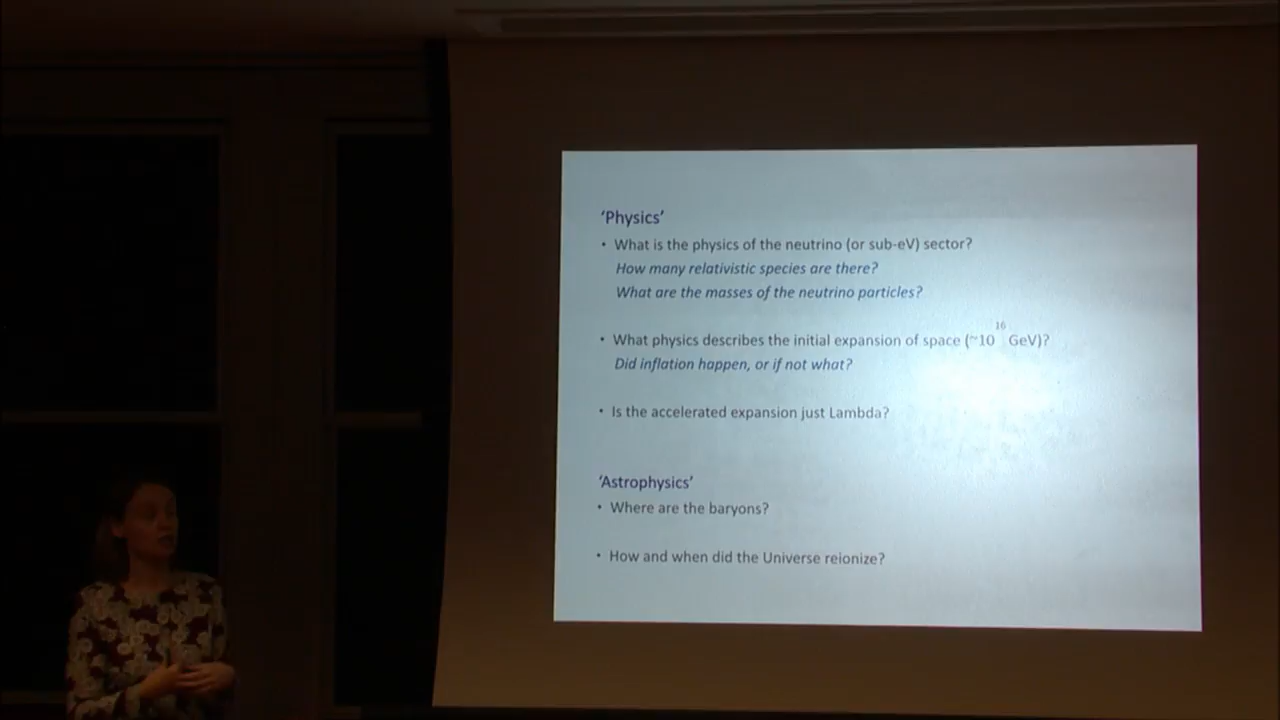 ‘Physics’
• What is the physics of the neutrino (or sub-eV) sector?
How many relativistic species are there?
What are the masses of the neutrino particles?
• What physics describes the initial expansion of space (~10¹⁶ GeV)?
Did inflation happen, or if not what?
• Is the accelerated expansion just Lambda?
‘Astrophysics’
• Where are the baryons?
• How and when did the Universe reionize?